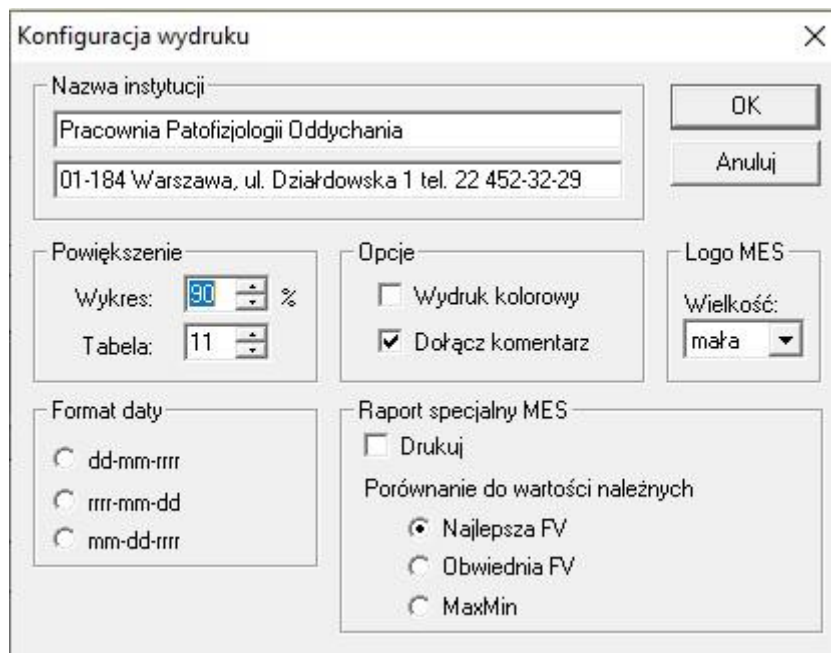 Konfiguracja wydruku
Nazwa instytucji
Pracownia Patofizjologii Oddychania
01-184 Warszawa, ul. Działdowska 1 tel. 22 452-32-29
OK
Anuluj
Powiększenie
Wykres: 90 %
Tabela: 11
Opcje
Wydruk kolorowy
Dołącz komentarz
Logo MES
Wielkość:
mała
Format daty
dd-mm-rrrr
rrrr-mm-dd
mm-dd-rrrr
Raport specjalny MES
Drukuj
Porównanie do wartości należnych
Najlepsza FV
Obwiednia FV
MaxMin